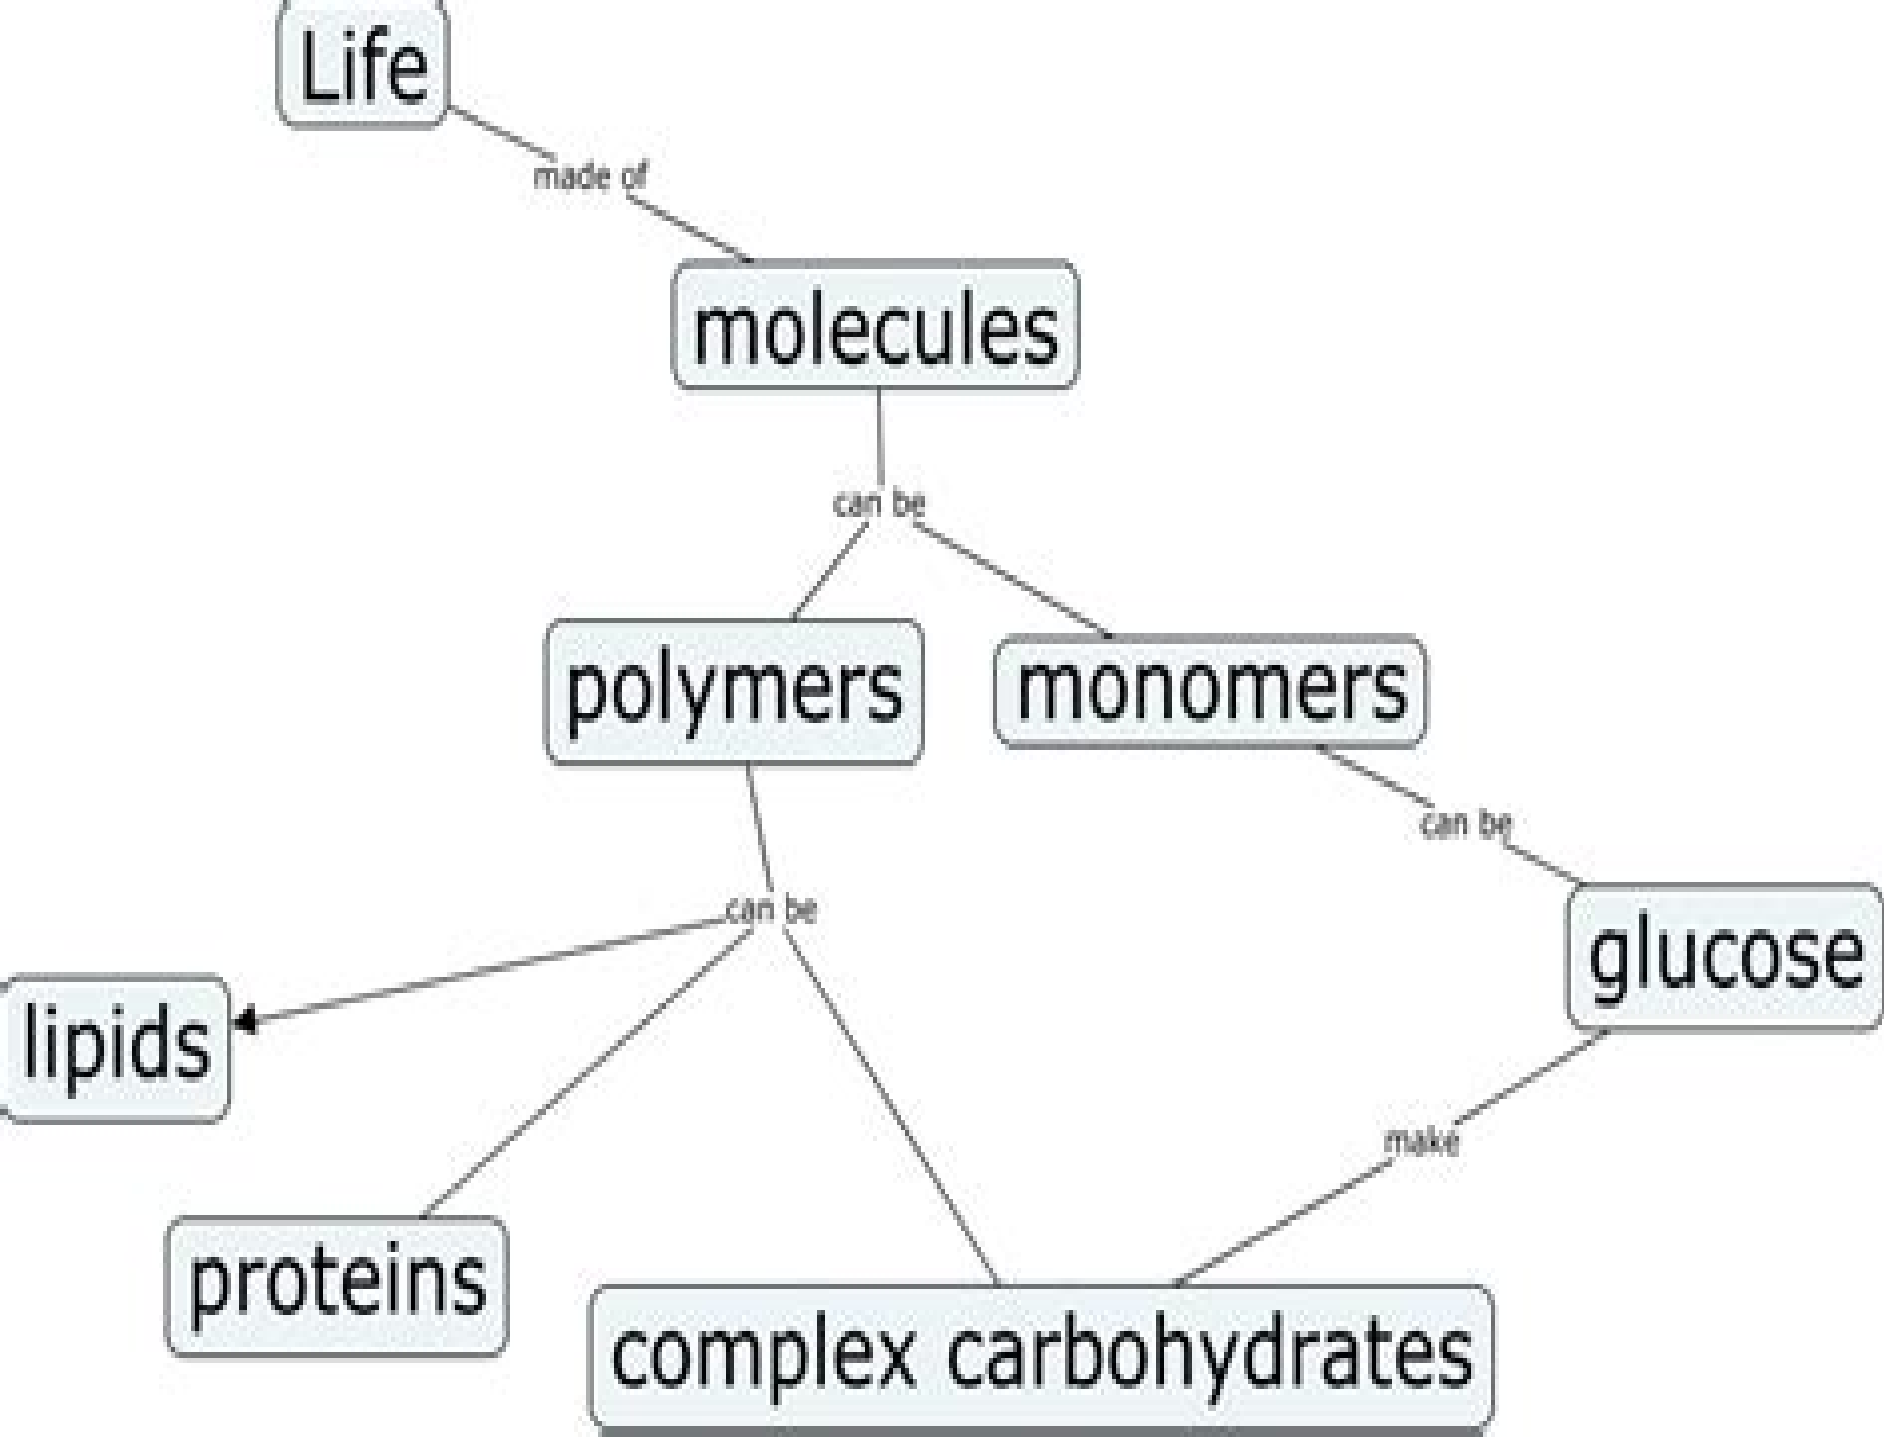 Life
made of
molecules
can be
polymers
monomers
can be
can be
glucose
lipids
make
proteins
complex carbohydrates